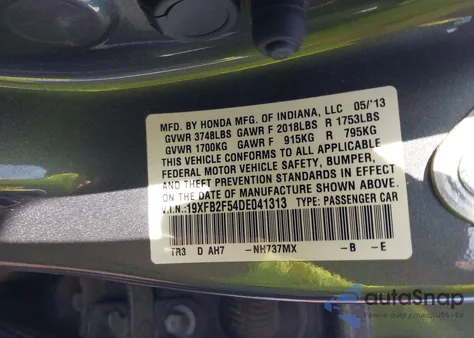 MFD. BY HONDA MFG. OF INDIANA, LLC 05/'13
GVWR 3748LBS GAWR F 2018LBS R 1753LBS
GVWR 1700KG GAWR F 915KG R 795KG
THIS VEHICLE CONFORMS TO ALL APPLICABLE
FEDERAL MOTOR VEHICLE SAFETY, BUMPER,
AND THEFT PREVENTION STANDARDS IN EFFECT
ON THE DATE OF MANUFACTURE SHOWN ABOVE.
V.I.N.:19XFB2F54DE041313 TYPE: PASSENGER CAR
TR3 D AH7 -NH737MX -B -E
autoSnap